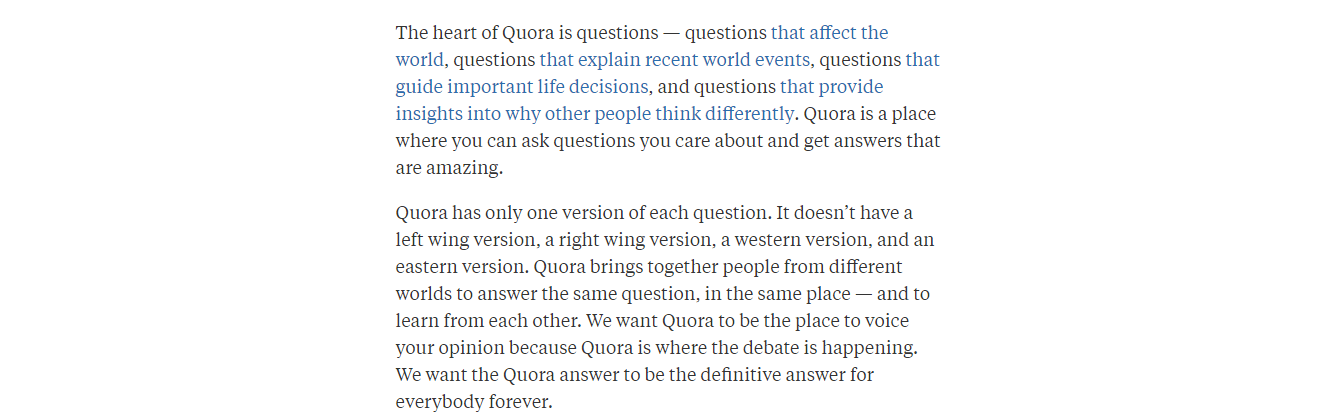 The heart of Quora is questions — questions that affect the
world, questions that explain recent world events, questions that
guide important life decisions, and questions that provide
insights into why other people think differently. Quora is a place
where you can ask questions you care about and get answers that
are amazing.
Quora has only one version of each question. It doesn’t have a
left wing version, a right wing version, a western version, and an
eastern version. Quora brings together people from different
worlds to answer the same question, in the same place — and to
learn from each other. We want Quora to be the place to voice
your opinion because Quora is where the debate is happening.
We want the Quora answer to be the definitive answer for
everybody forever.